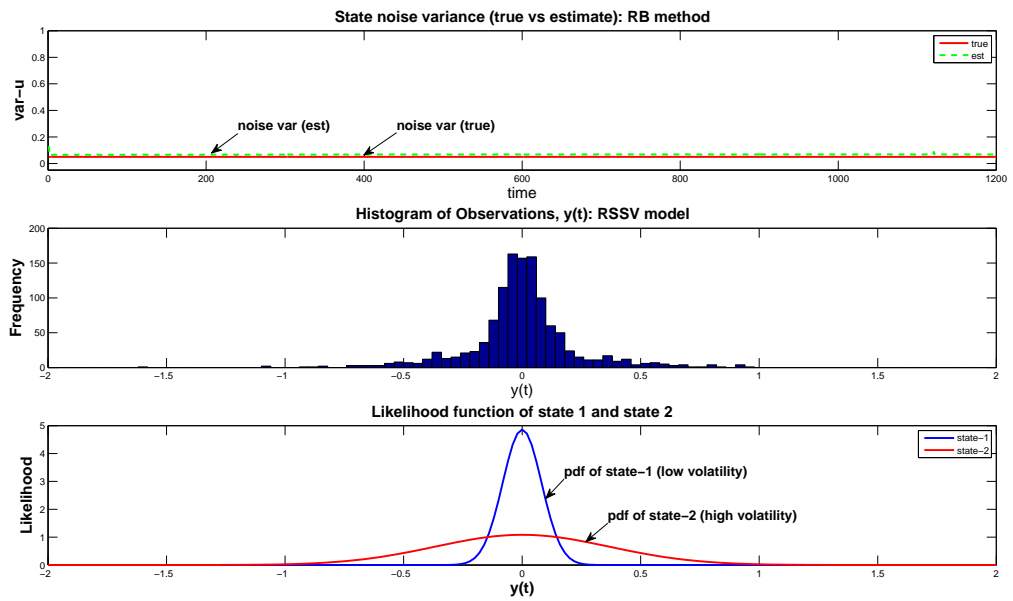 State noise variance (true vs estimate): RB method
var−u
1
0.8
0.6
0.4
0.2
0
true
est
noise var (est)
noise var (true)
0 200 400 600 800 1000 1200
time
Histogram of Observations, y(t): RSSV model
Frequency
200
150
100
50
0
−2 −1.5 −1 −0.5 0 0.5 1 1.5 2
y(t)
Likelihood function of state 1 and state 2
Likelihood
5
4
3
2
1
0
state−1
state−2
pdf of state−1 (low volatility)
pdf of state−2 (high volatility)
−2 −1.5 −1 −0.5 0 0.5 1 1.5 2
y(t)